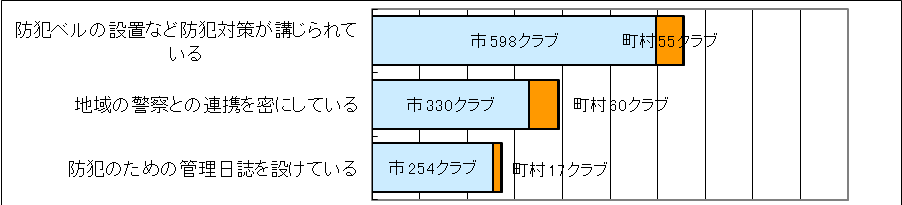 防犯ベルの設置など防犯対策が講じられて
いる
市598クラブ
町村55クラブ
地域の警察との連携を密にしている
市330クラブ
町村60クラブ
防犯のための管理日誌を設けている
市254クラブ
町村17クラブ